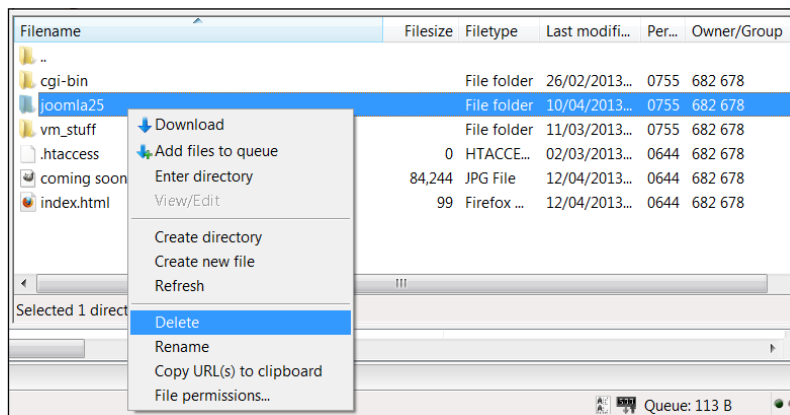 Filename Filesize Filetype Last modifi... Per... Owner/Group
..
cgi-bin File folder 26/02/2013... 0755 682 678
joomla25 File folder 10/04/2013... 0755 682 678
vm_stuff File folder 11/03/2013... 0755 682 678
.htaccess 0 HTACCE... 02/03/2013... 0644 682 678
coming soon 84,244 JPG File 12/04/2013... 0644 682 678
index.html 99 Firefox ... 12/04/2013... 0644 682 678
Selected 1 direct
Download
Add files to queue
Enter directory
View/Edit
Create directory
Create new file
Refresh
Delete
Rename
Copy URL(s) to clipboard
File permissions...
Queue: 113 B